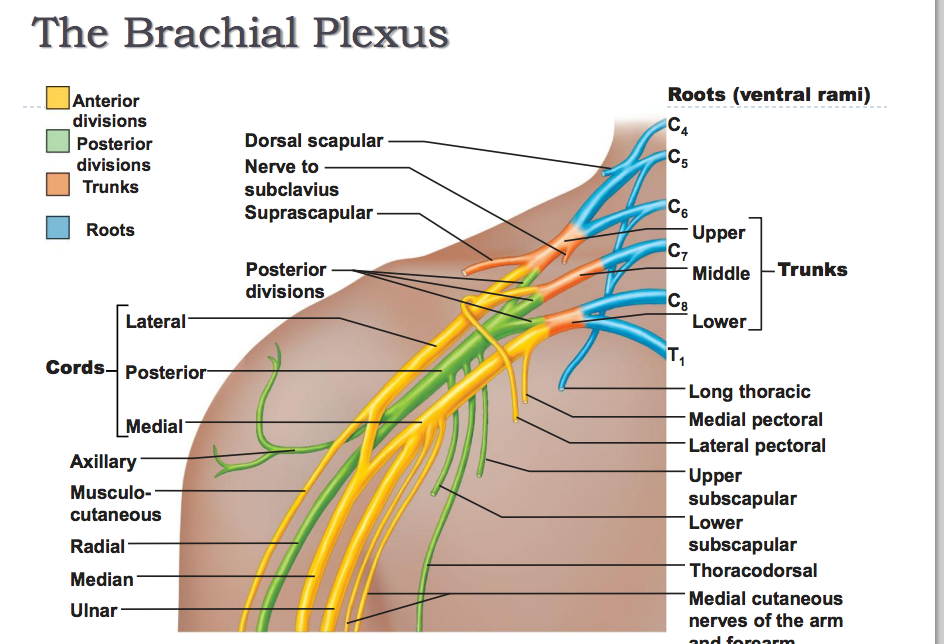 The Brachial Plexus
Anterior
divisions
Posterior
divisions
Trunks
Roots
Roots (ventral rami)
C4
C5
C6
C7
C8
T1
Dorsal scapular
Nerve to
subclavius
Suprascapular
Posterior
divisions
Upper
Middle
Lower
Trunks
Cords
Lateral
Posterior
Medial
Axillary
Musculo-
cutaneous
Radial
Median
Ulnar
Long thoracic
Medial pectoral
Lateral pectoral
Upper
subscapular
Lower
subscapular
Thoracodorsal
Medial cutaneous
nerves of the arm
and forearm